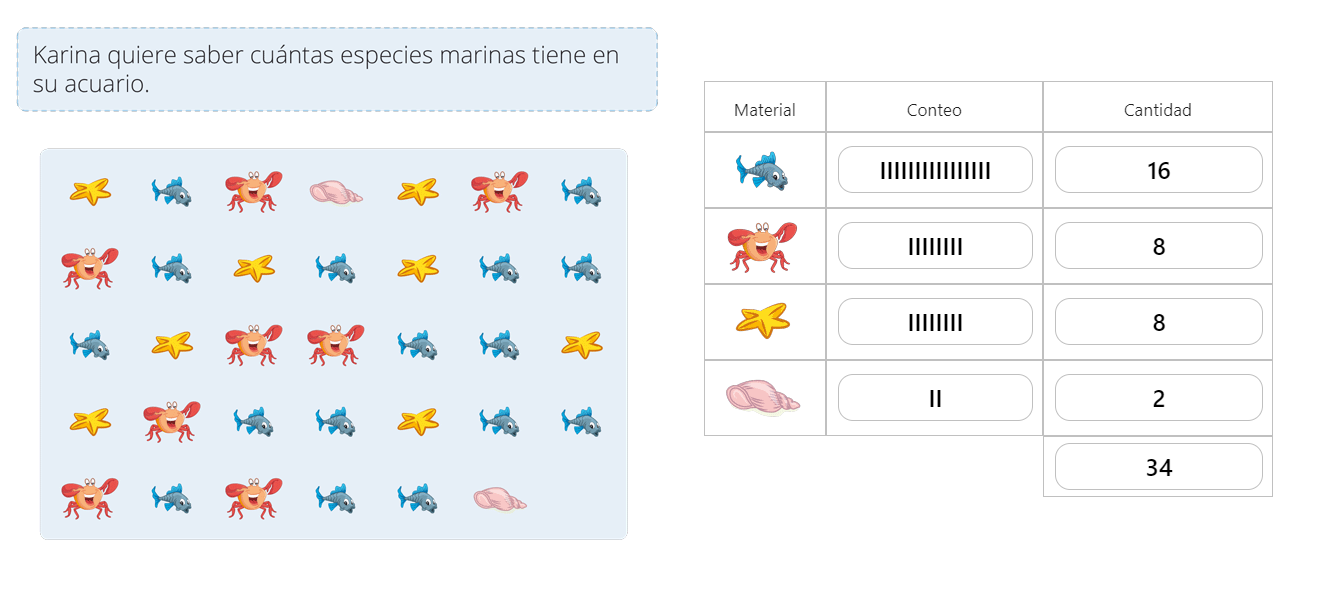 Karina quiere saber cuántas especies marinas tiene en
su acuario.
Material Conteo Cantidad
IIIIIIIIIIIIIIII 16
IIIIIIII 8
IIIIIIII 8
II 2
34